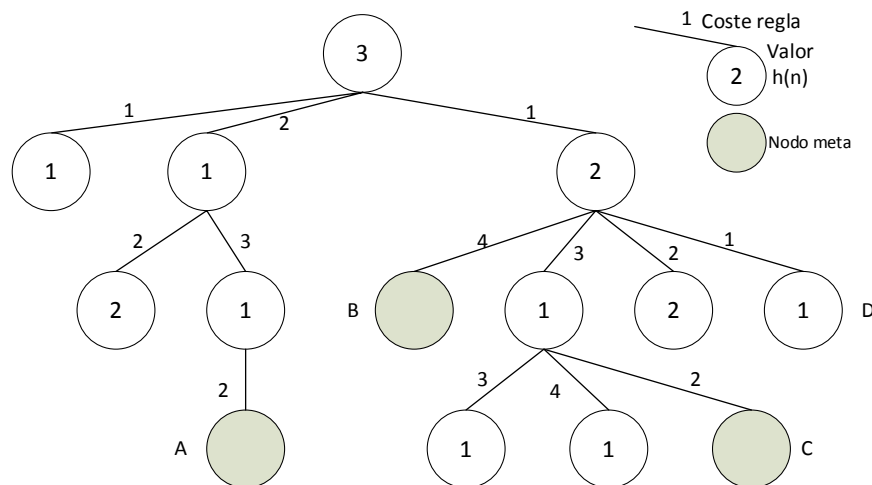 1 Coste regla
3
Valor
2 h(n)
1 2 1
Nodo meta
1 1 2
2 3 4 3 2 1
2 1 B 1 2 1 D
2 3 4 2
A 1 1 C